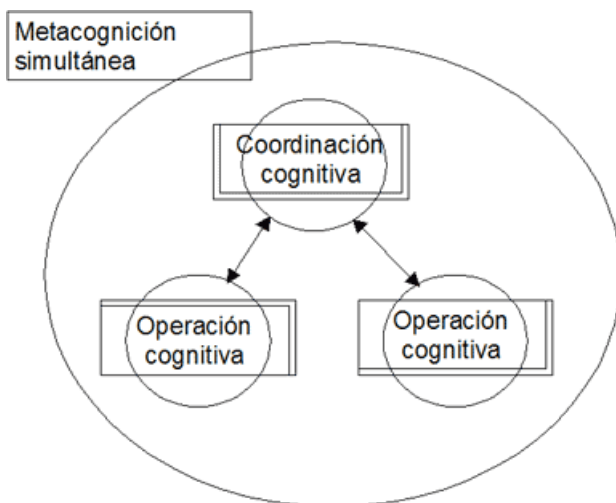 Metacognición
simultánea
Coordinación
cognitiva
Operación
cognitiva
Operación
cognitiva